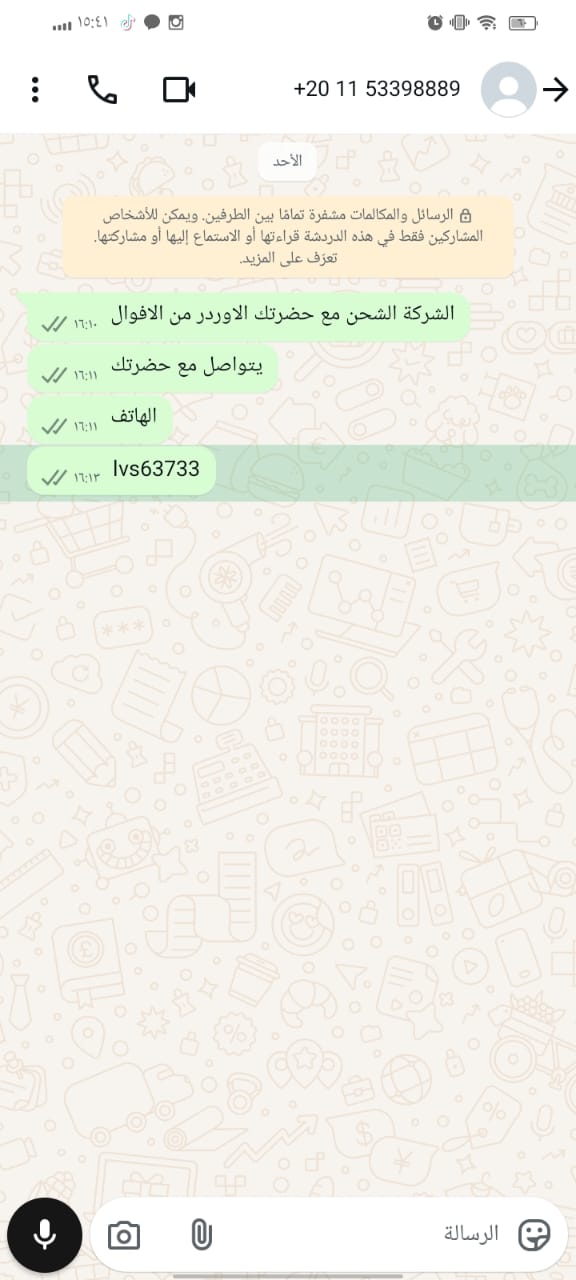 ١٥:٤١
+20 11 53398889
الأحد
الرسائل والمكالمات مشفرة تمامًا بين الطرفين. ويمكن للأشخاص
المشاركين فقط في هذه الدردشة قراءتها أو الاستماع إليها أو مشاركتها.
تعرّف على المزيد.
الشركة الشحن مع حضرتك الاوردر من الافوال ١٦:١٠
يتواصل مع حضرتك ١٦:١١
الهاتف ١٦:١١
lvs63733 ١٦:١٣
الرسالة